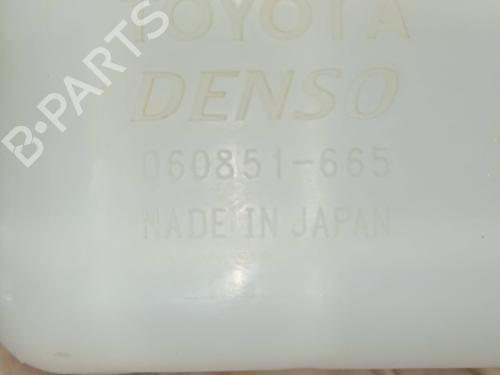 TOYOTA
DENSO
060851-665
MADE IN JAPAN
B-PARTS